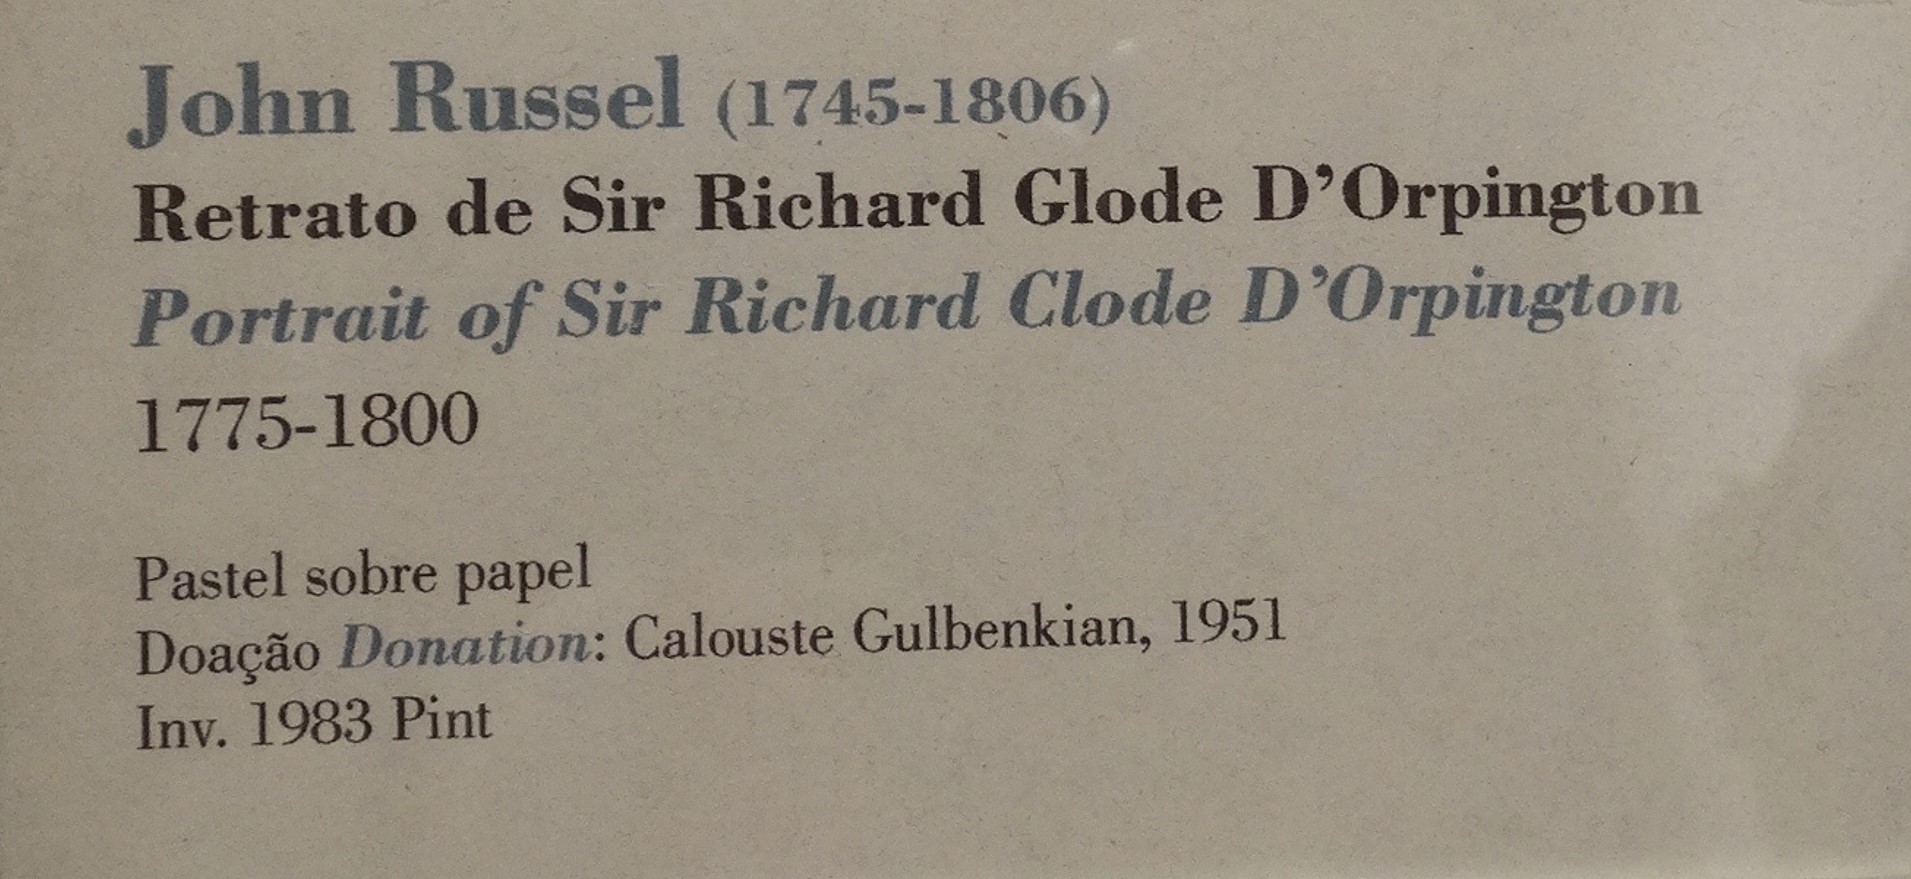 John Russel (1745-1806)
Retrato de Sir Richard Glode D’Orpington
Portrait of Sir Richard Clode D’Orpington
1775-1800
Pastel sobre papel
Doação Donation: Calouste Gulbenkian, 1951
Inv. 1983 Pint